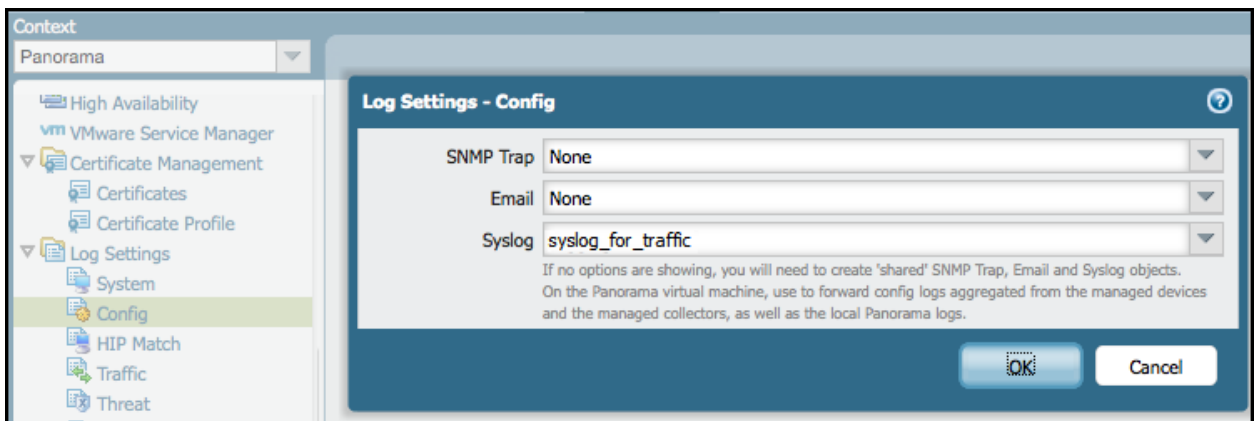 Context
Panorama
High Availability
vm VMware Service Manager
Certificate Management
Certificates
Certificate Profile
Log Settings
System
Config
HIP Match
Traffic
Threat
Log Settings - Config
?
SNMP Trap None
Email None
Syslog syslog_for_traffic
If no options are showing, you will need to create 'shared' SNMP Trap, Email and Syslog objects.
On the Panorama virtual machine, use to forward config logs aggregated from the managed devices
and the managed collectors, as well as the local Panorama logs.
OK Cancel